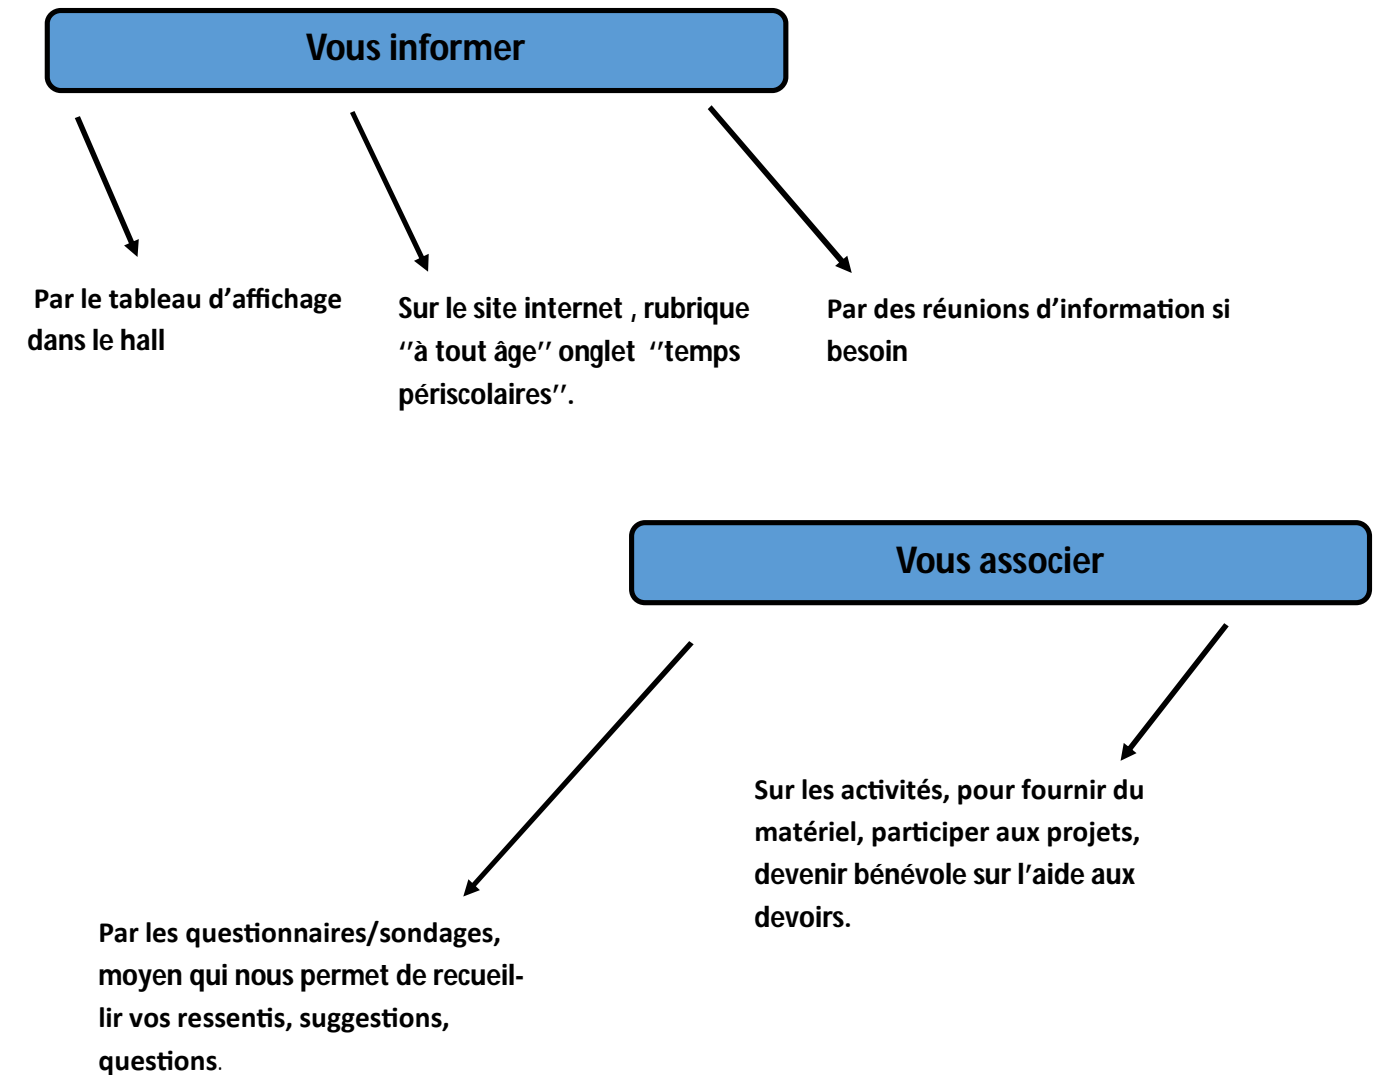 Vous informer
Par le tableau d’affichage
dans le hall
Sur le site internet , rubrique
‘’à tout âge’’ onglet ‘’temps
périscolaires’’.
Par des réunions d’information si
besoin
Vous associer
Sur les activités, pour fournir du
matériel, participer aux projets,
devenir bénévole sur l’aide aux
devoirs.
Par les questionnaires/sondages,
moyen qui nous permet de recueil-
lir vos ressentis, suggestions,
questions.